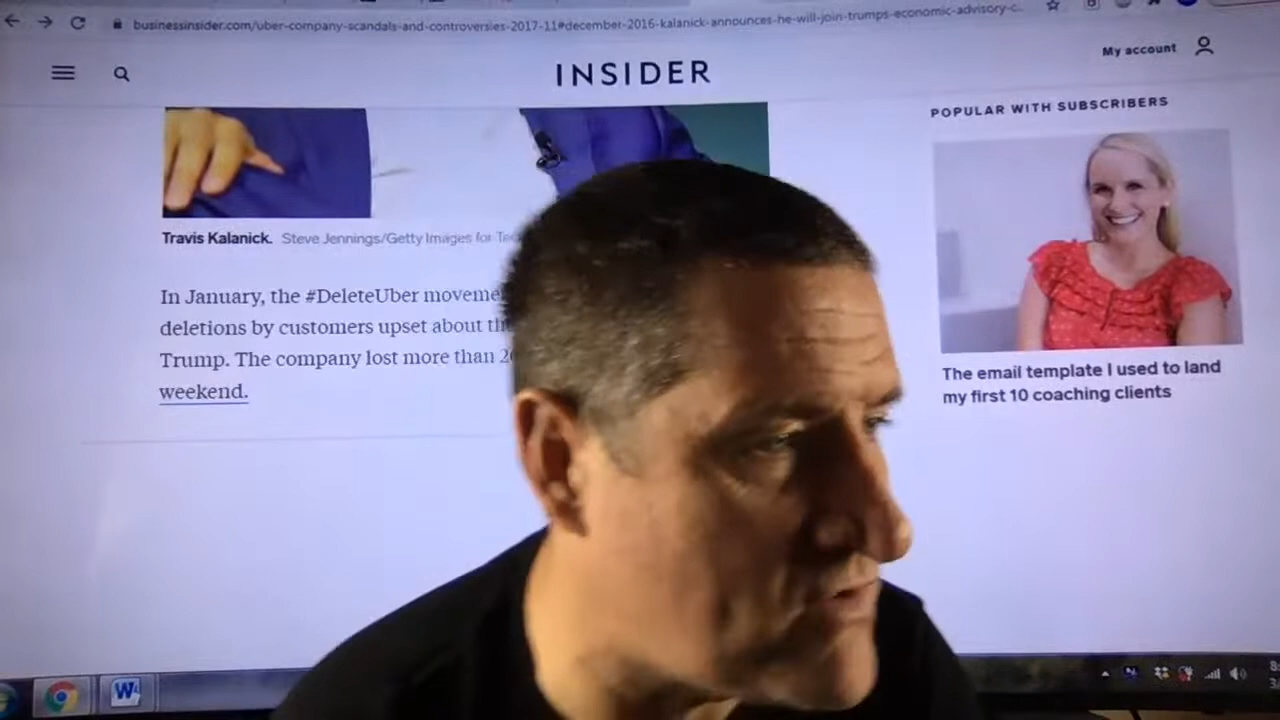 businessinsider.com/uber-company-scandals-and-controversies-2017-11#december-2016-kalanick-announces-he-will-join-trumps-economic-advisory-c..
INSIDER
My account
POPULAR WITH SUBSCRIBERS
Travis Kalanick. Steve Jennings/Getty Images for
In January, the #DeleteUber
deletions by customers upset about
Trump. The company lost more than
weekend.
The email template I used to land
my first 10 coaching clients
W